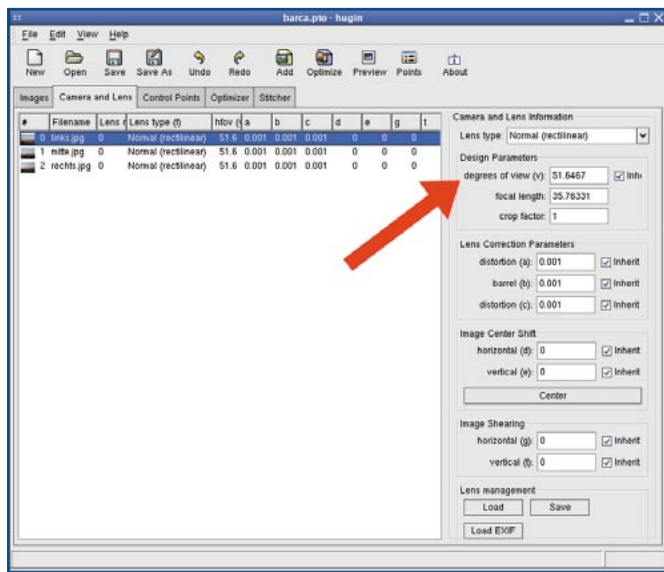 barca.pto - hugin
File Edit View Help
New Open Save Save As Undo Redo Add Optimize Preview Points About
Images Camera and Lens Control Points Optimizer Stitcher
# Filename Lens r Lens type (f) hfov (v a b c d e g t
0 links.jpg 0 Normal (rectilinear) 51.6 0.001 0.001 0.001 0 0 0 0
1 mitte.jpg 0 Normal (rectilinear) 51.6 0.001 0.001 0.001 0 0 0 0
2 rechts.jpg 0 Normal (rectilinear) 51.6 0.001 0.001 0.001 0 0 0 0
Camera and Lens Information
Lens type: Normal (rectilinear)
Design Parameters
degrees of view (v): 51.6467 Inh
focal length: 35.76331
crop factor: 1
Lens Correction Parameters
distortion (a): 0.001 Inherit
barrel (b): 0.001 Inherit
distortion (c): 0.001 Inherit
Image Center Shift
horizontal (d): 0 Inherit
vertical (e): 0 Inherit
Center
Image Shearing
horizontal (g): 0 Inherit
vertical (t): 0 Inherit
Lens management
Load Save
Load EXIF